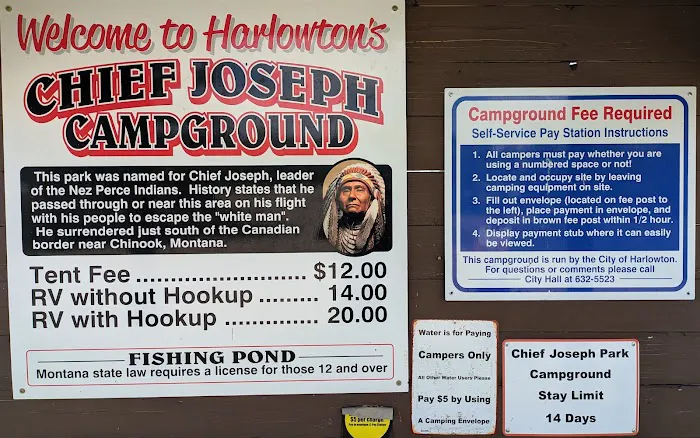 Welcome to Harlowton's
CHIEF JOSEPH
CAMPGROUND
This park was named for Chief Joseph, leader
of the Nez Perce Indians. History states that he
passed through or near this area on his flight
with his people to escape the "white man".
He surrendered just south of the Canadian
border near Chinook, Montana.
Tent Fee ........................ $12.00
RV without Hookup ......... 14.00
RV with Hookup .............. 20.00
FISHING POND
Montana state law requires a license for those 12 and over
Campground Fee Required
Self-Service Pay Station Instructions
1. All campers must pay whether you are
using a numbered space or not!
2. Locate and occupy site by leaving
camping equipment on site.
3. Fill out envelope (located on fee post to
the left), place payment in envelope, and
deposit in brown fee post within 1/2 hour.
4. Display payment stub where it can easily
be viewed.
This campground is run by the City of Harlowton.
For questions or comments please call
City Hall at 632-5523
Water is for Paying
Campers Only
All Other Water Users Please
Pay $5 by Using
A Camping Envelope
Chief Joseph Park
Campground
Stay Limit
14 Days
$5 per charge